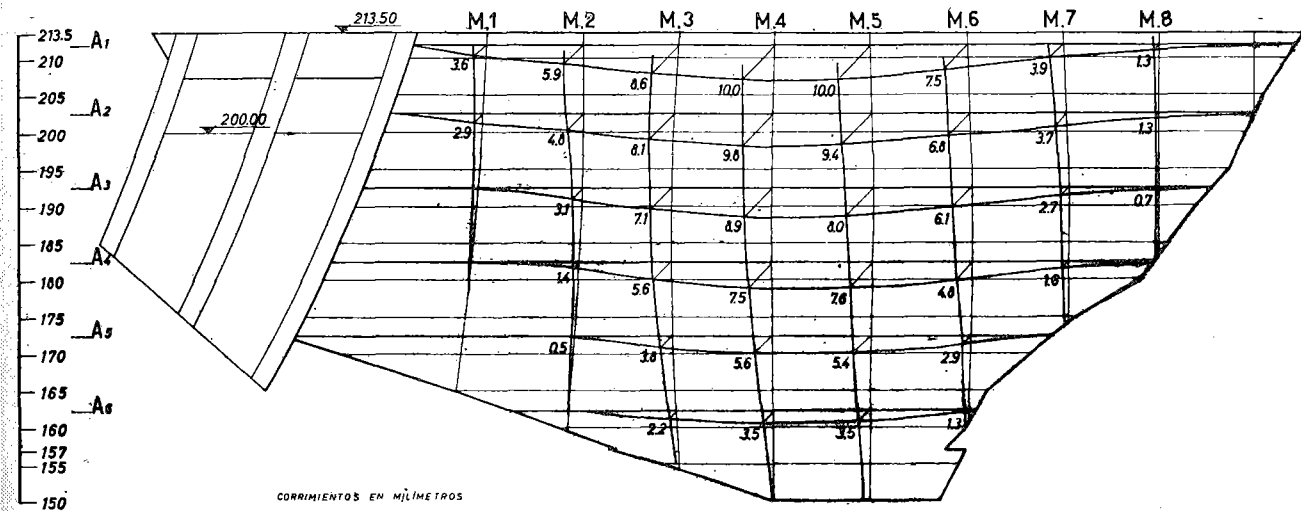 213.50 M.1 M.2 M.3 M.4 M.5 M.6 M.7 M.8
213.5 A1
210 3.6 5.9 8.6 10.0 10.0 7.5 3.9 1.3
205
A2
200 200.00 2.9 4.8 8.1 9.8 9.4 6.8 3.7 1.3
195
A3
190 3.1 7.1 8.9 8.0 6.1 2.7 0.7
185
A4
180 1.4 5.6 7.5 7.6 4.8 1.6
175
A5
170 0.5 3.8 5.6 5.4 2.9
165
A6
160 2.2 3.5 3.5 1.3
157
155
150
CORRIMIENTOS EN MILIMETROS